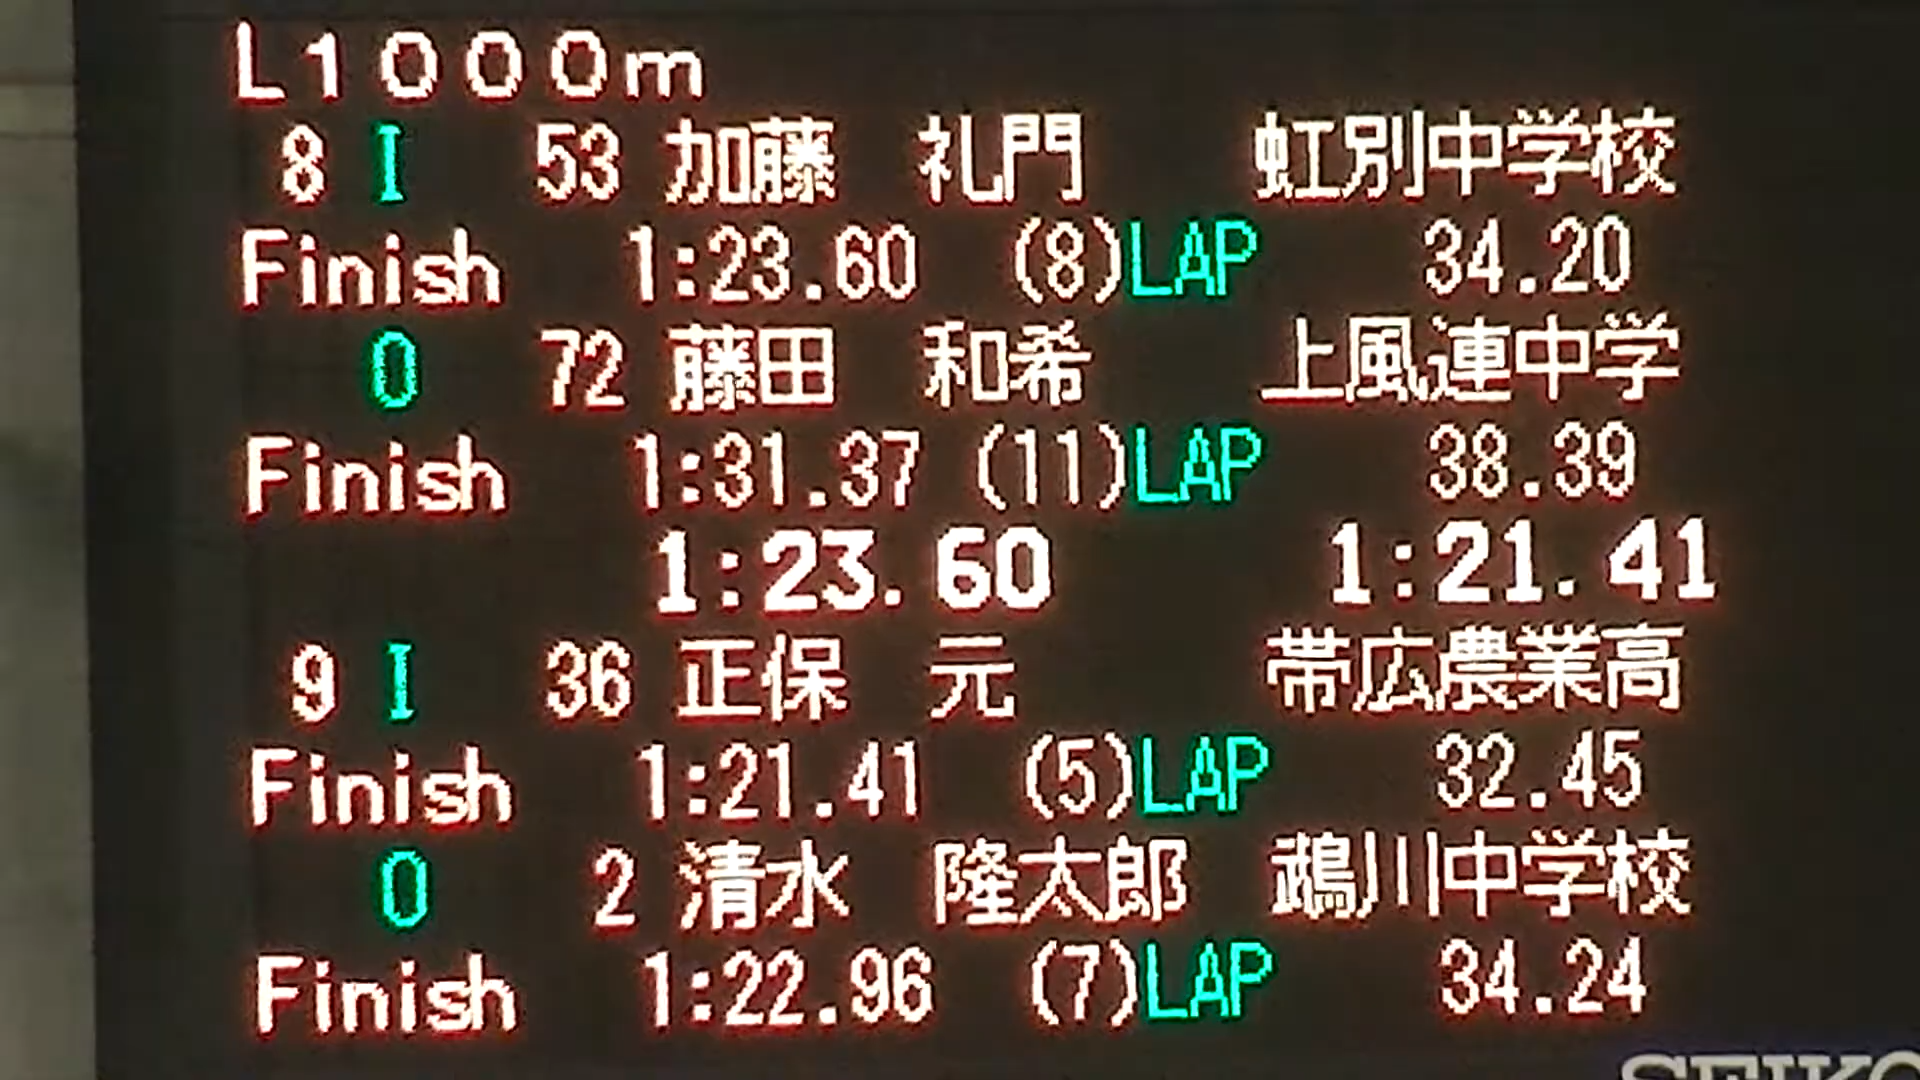 L1000m
8 I 53 加藤 礼門 虹別中学校
Finish 1:23.60 (8)LAP 34.20
O 72 藤田 和希 上風連中学
Finish 1:31.37 (11)LAP 38.39
1:23.60 1:21.41
9 I 36 正保 元 帯広農業高
Finish 1:21.41 (5)LAP 32.45
O 2 清水 隆太郎 鵡川中学校
Finish 1:22.96 (7)LAP 34.24
SEIKO